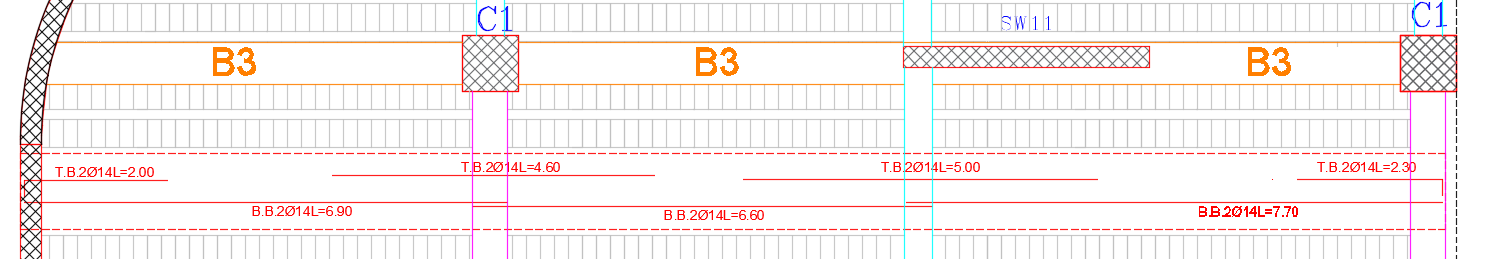 C1
C1
SW11
B3
B3
B3
T.B.2Ø14L=2.00
T.B.2Ø14L=4.60
T.B.2Ø14L=5.00
T.B.2Ø14L=2.30
B.B.2Ø14L=6.90
B.B.2Ø14L=6.60
B.B.2Ø14L=7.70